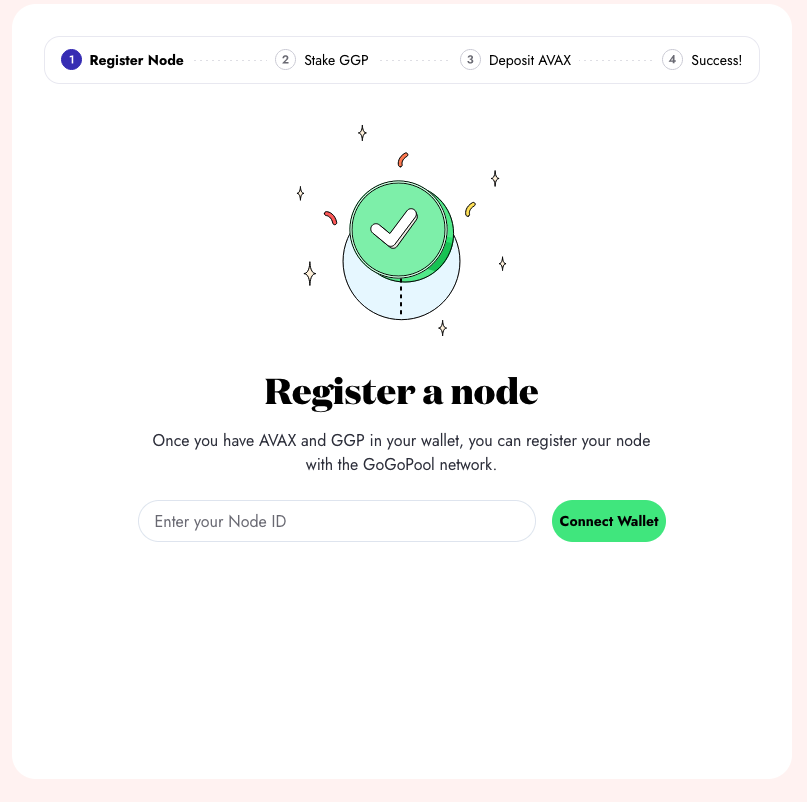 1 Register Node 2 Stake GGP 3 Deposit AVAX 4 Success!
Register a node
Once you have AVAX and GGP in your wallet, you can register your node
with the GoGoPool network.
Enter your Node ID Connect Wallet